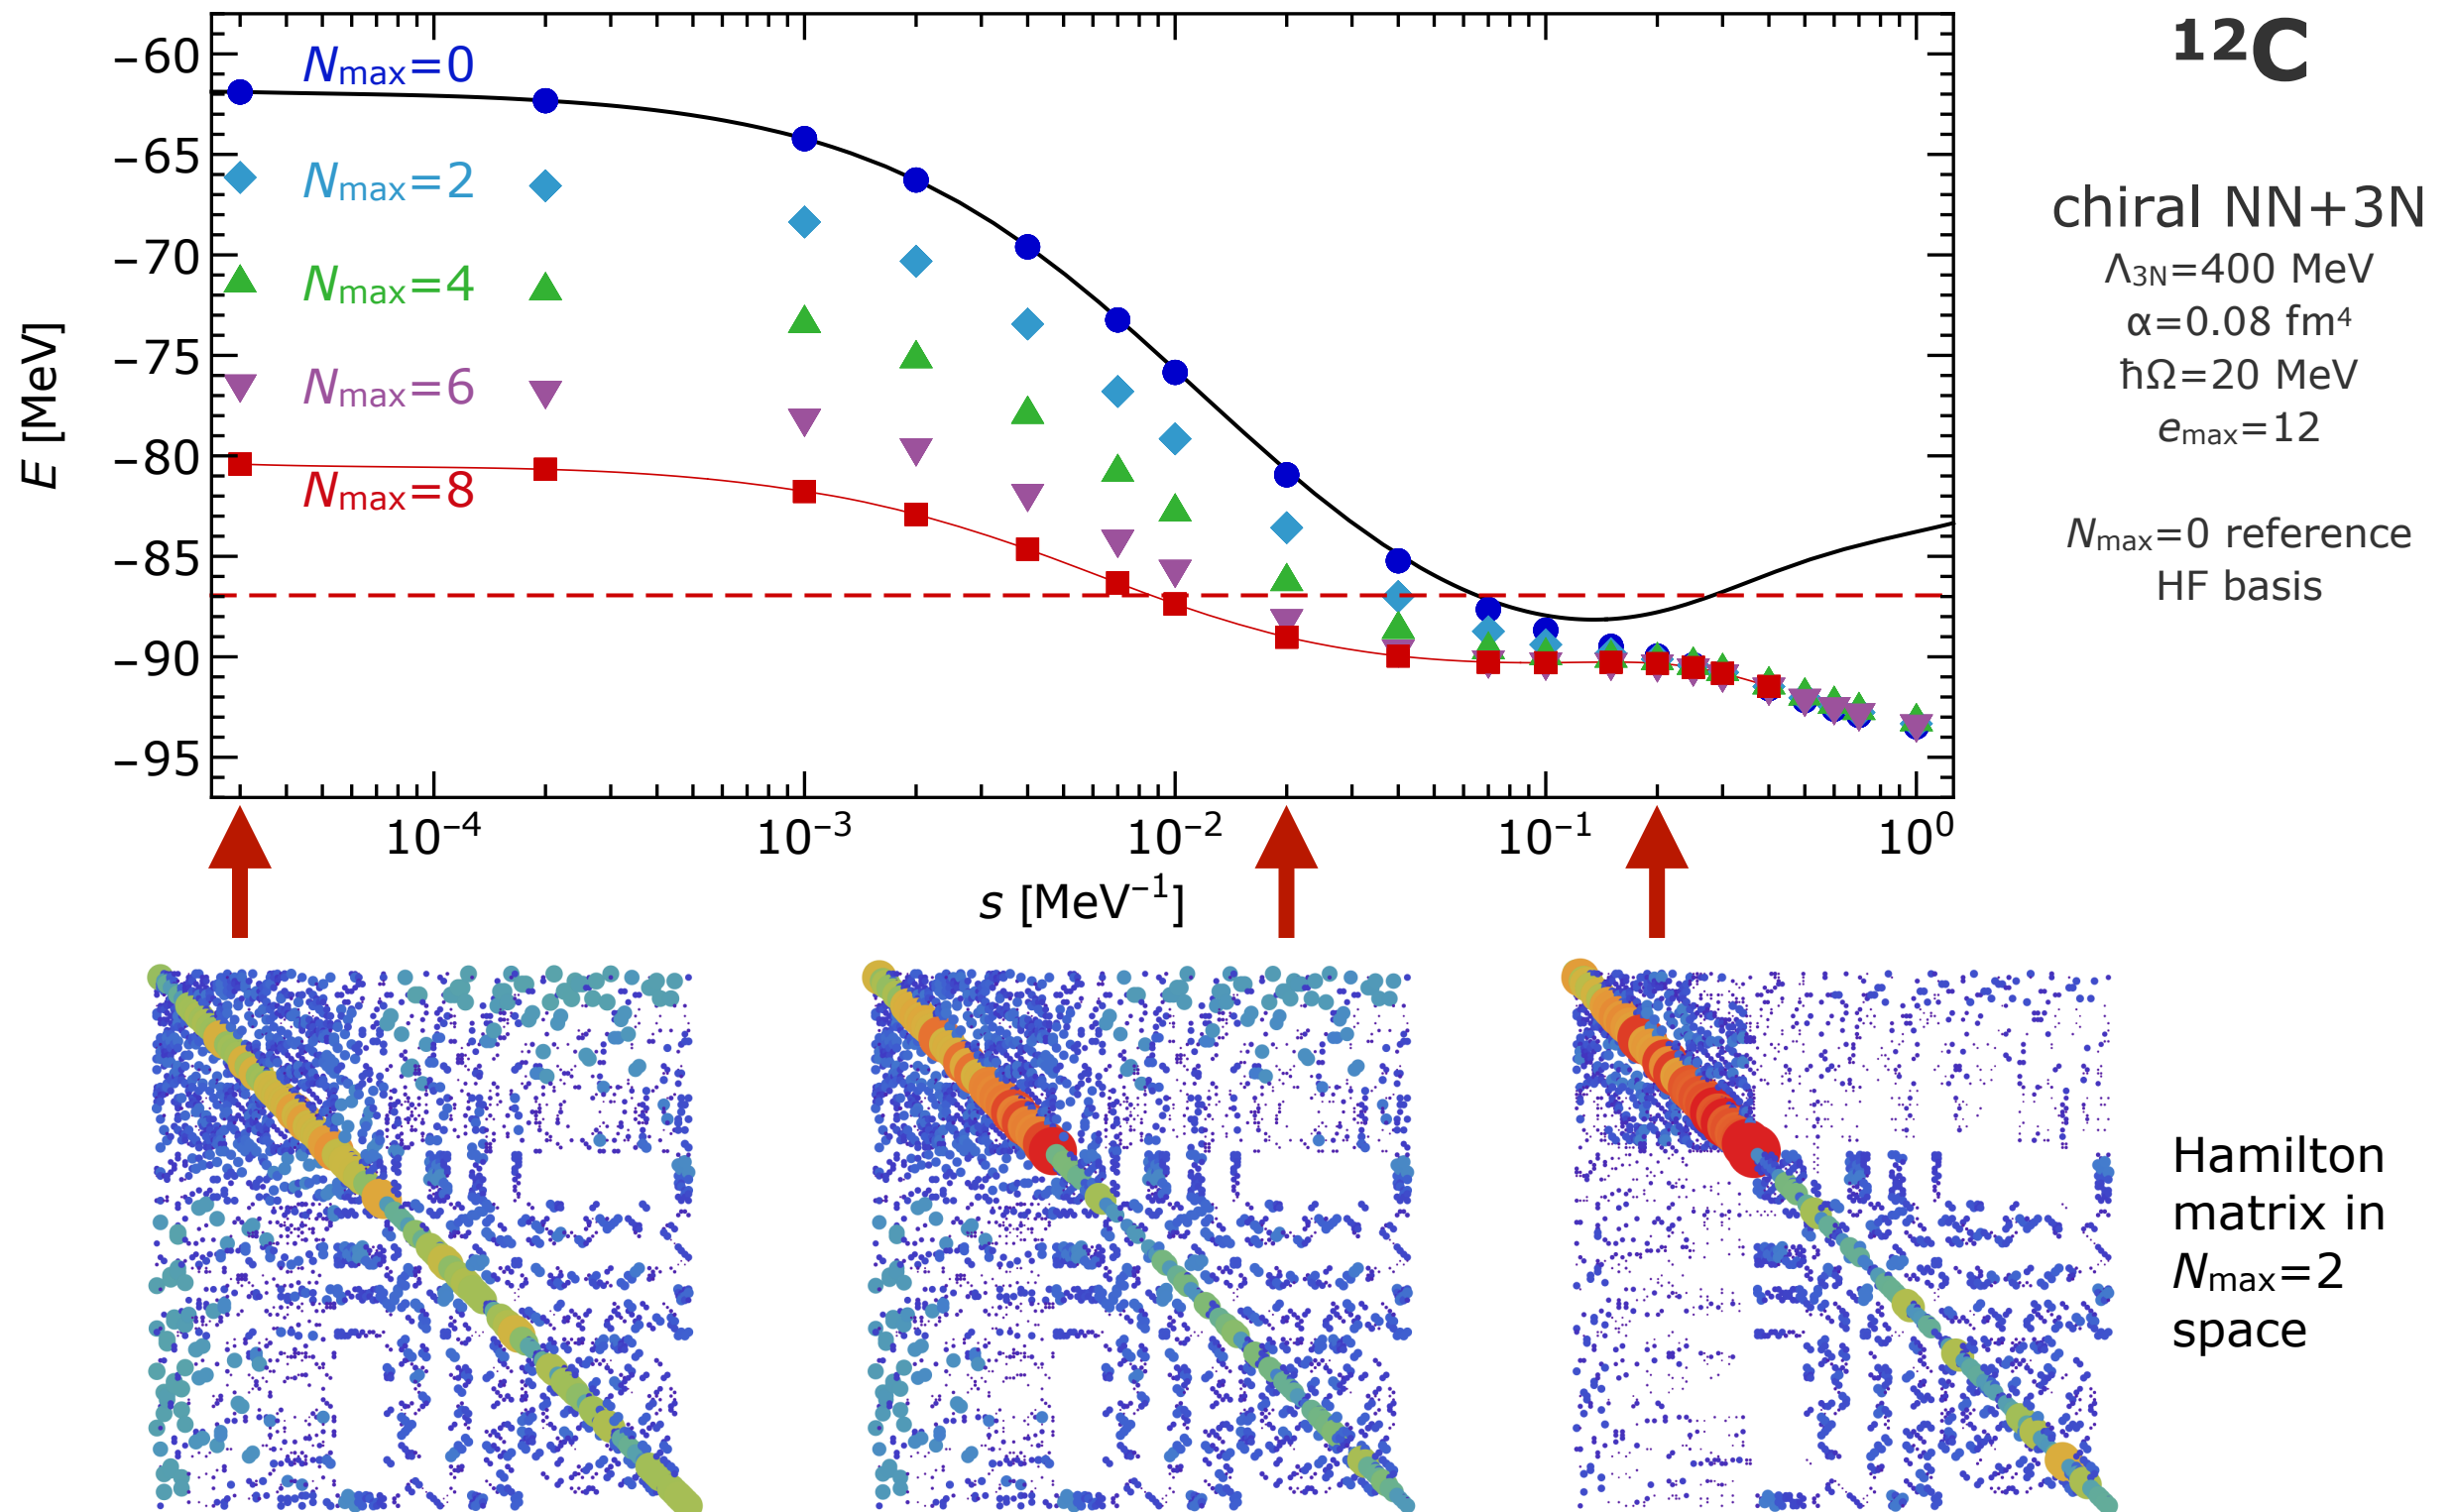 ¹²C
−60
−65
−70
−75
−80
−85
−90
−95
E [MeV]
Nmax=0
Nmax=2
Nmax=4
Nmax=6
Nmax=8
chiral NN+3N
Λ3N=400 MeV
α=0.08 fm⁴
ħΩ=20 MeV
emax=12
Nmax=0 reference
HF basis
10⁻⁴ 10⁻³ 10⁻² 10⁻¹ 10⁰
s [MeV⁻¹]
Hamilton
matrix in
Nmax=2
space